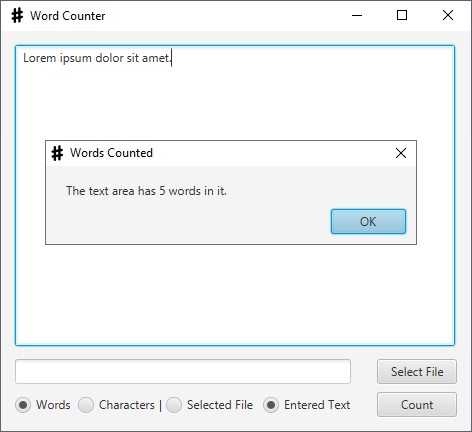 Word Counter
Lorem ipsum dolor sit amet.
Words Counted
The text area has 5 words in it.
OK
Select File
Words Characters | Selected File Entered Text Count